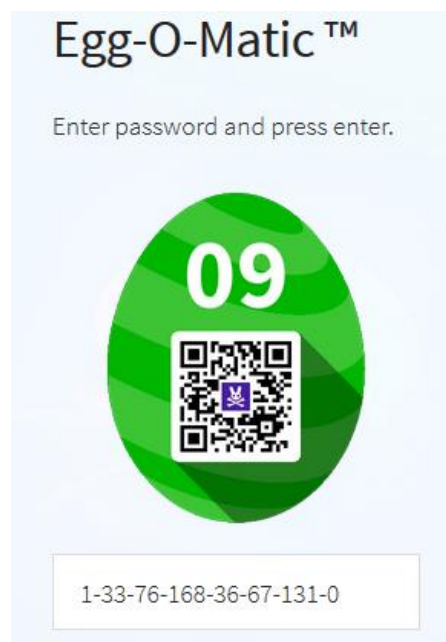 Egg-O-Matic™
Enter password and press enter.
09
1-33-76-168-36-67-131-0